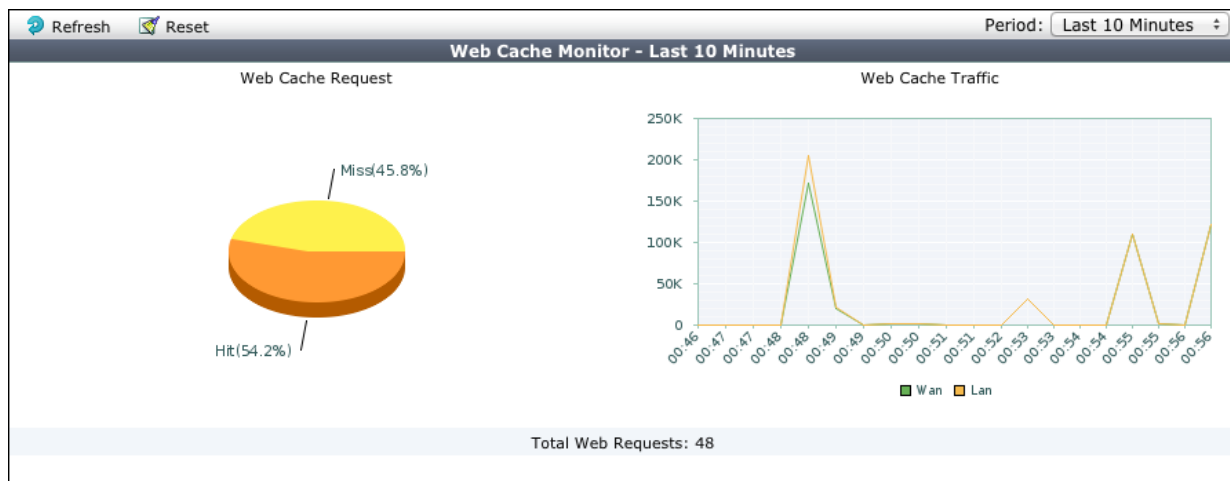 Refresh Reset Period: Last 10 Minutes
Web Cache Monitor - Last 10 Minutes
Web Cache Request
Miss(45.8%)
Hit(54.2%)
Web Cache Traffic
250K
200K
150K
100K
50K
0
00:46 00:47 00:47 00:48 00:48 00:49 00:49 00:50 00:50 00:51 00:51 00:52 00:53 00:53 00:54 00:54 00:55 00:55 00:56 00:56
Wan Lan
Total Web Requests: 48